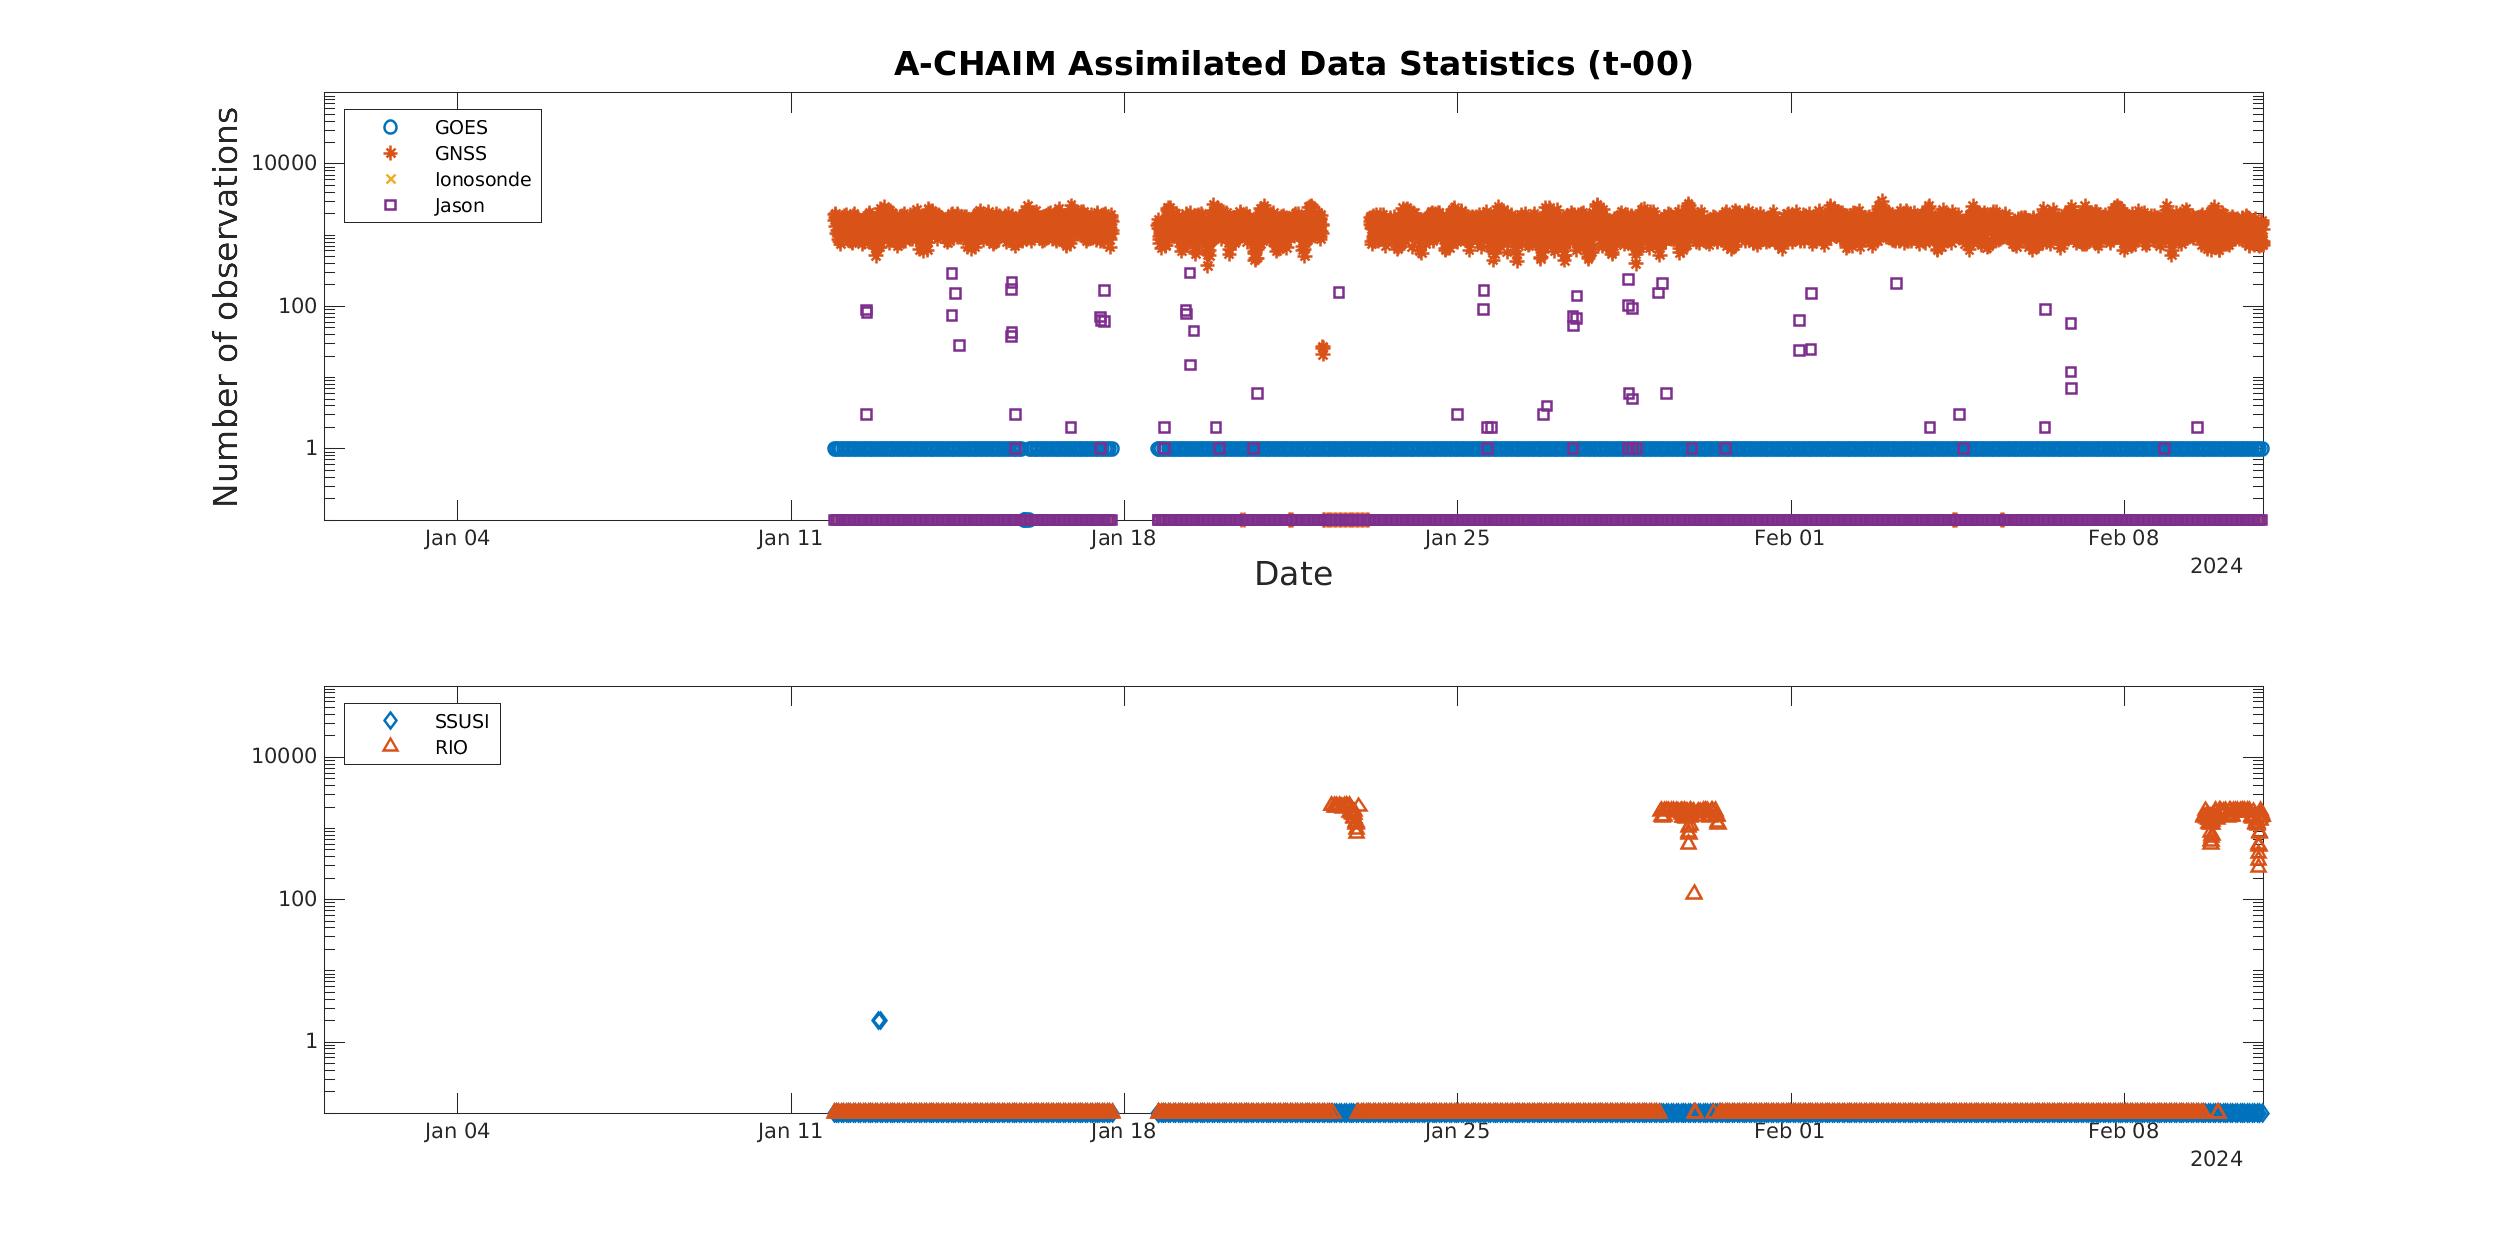 A-CHAIM Assimilated Data Statistics (t-00)
Number of observations
10000
100
1
GOES
GNSS
Ionosonde
Jason
Jan 04
Jan 11
Jan 18
Jan 25
Feb 01
Feb 08
2024
Date
10000
100
1
SSUSI
RIO
Jan 04
Jan 11
Jan 18
Jan 25
Feb 01
Feb 08
2024